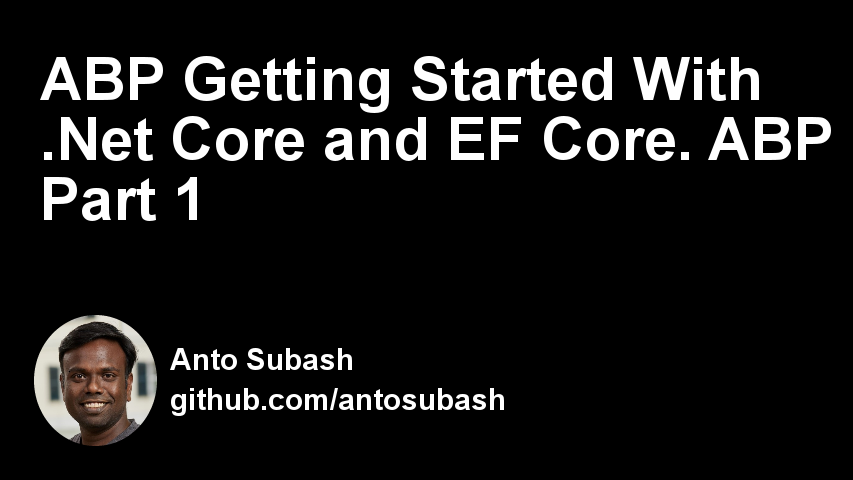 ABP Getting Started With
.Net Core and EF Core. ABP
Part 1
Anto Subash
github.com/antosubash